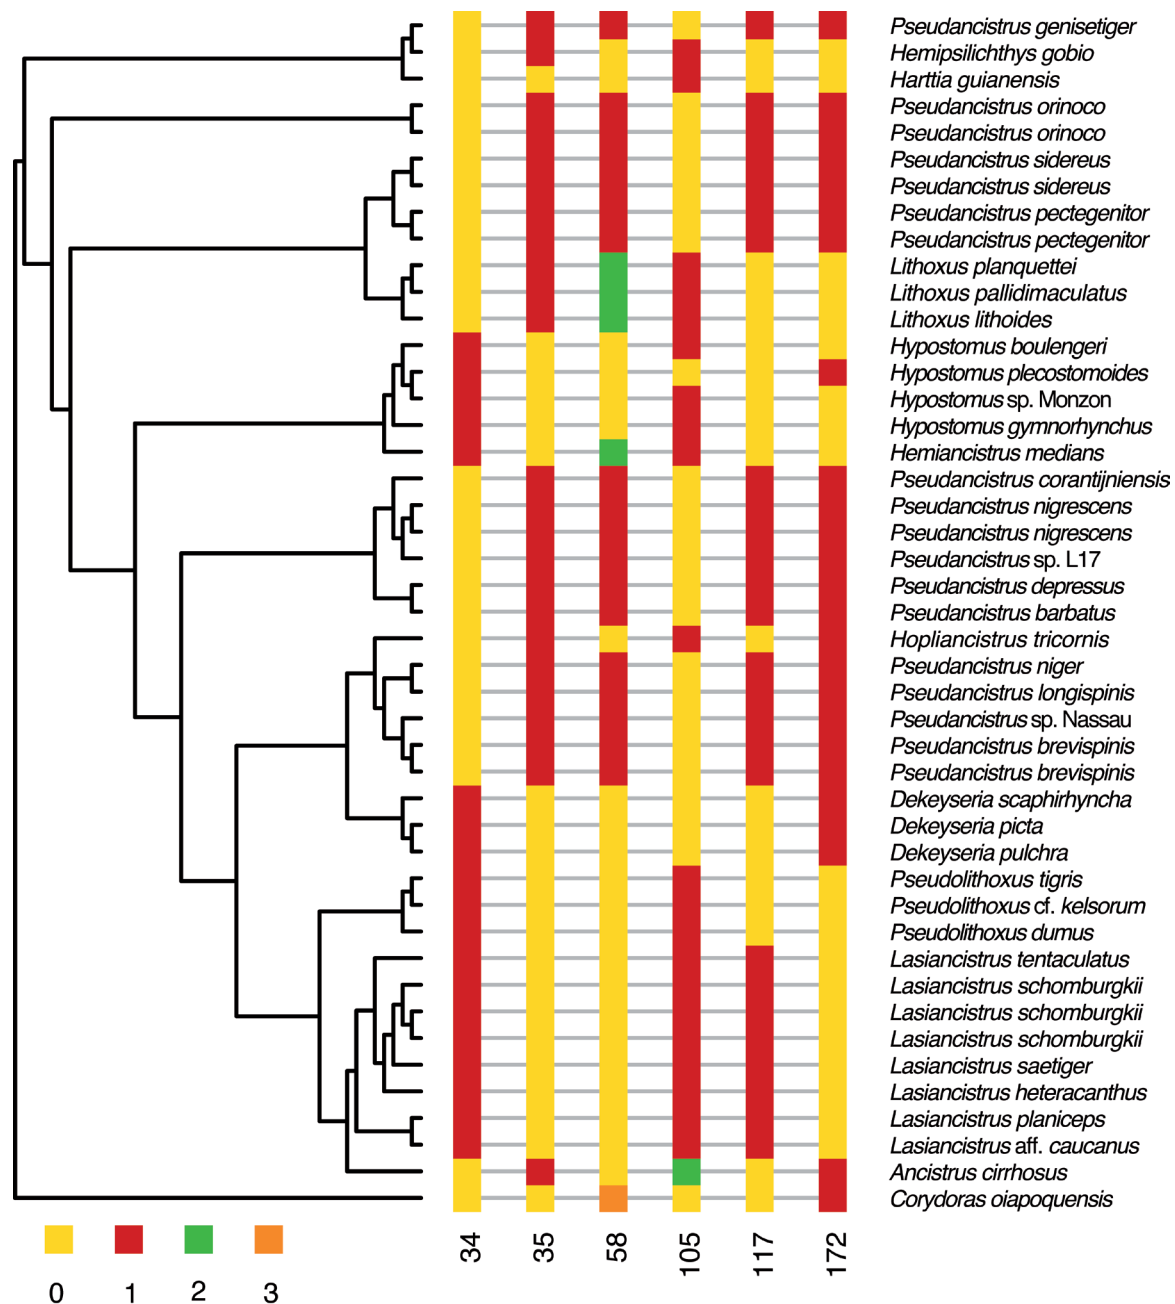 Pseudancistrus genisetiger
Hemipsilichthys gobio
Harttia guianensis
Pseudancistrus orinoco
Pseudancistrus orinoco
Pseudancistrus sidereus
Pseudancistrus sidereus
Pseudancistrus pectegenitor
Pseudancistrus pectegenitor
Lithoxus planquettei
Lithoxus pallidimaculatus
Lithoxus lithoides
Hypostomus boulengeri
Hypostomus plecostomoides
Hypostomus sp. Monzon
Hypostomus gymnorhynchus
Hemiancistrus medians
Pseudancistrus corantijniensis
Pseudancistrus nigrescens
Pseudancistrus nigrescens
Pseudancistrus sp. L17
Pseudancistrus depressus
Pseudancistrus barbatus
Hopliancistrus tricornis
Pseudancistrus niger
Pseudancistrus longispinis
Pseudancistrus sp. Nassau
Pseudancistrus brevispinis
Pseudancistrus brevispinis
Dekeyseria scaphirhyncha
Dekeyseria picta
Dekeyseria pulchra
Pseudolithoxus tigris
Pseudolithoxus cf. kelsorum
Pseudolithoxus dumus
Lasiancistrus tentaculatus
Lasiancistrus schomburgkii
Lasiancistrus schomburgkii
Lasiancistrus schomburgkii
Lasiancistrus saetiger
Lasiancistrus heteracanthus
Lasiancistrus planiceps
Lasiancistrus aff. caucanus
Ancistrus cirrhosus
Corydoras oiapoquensis
34 35 58 105 117 172
0 1 2 3